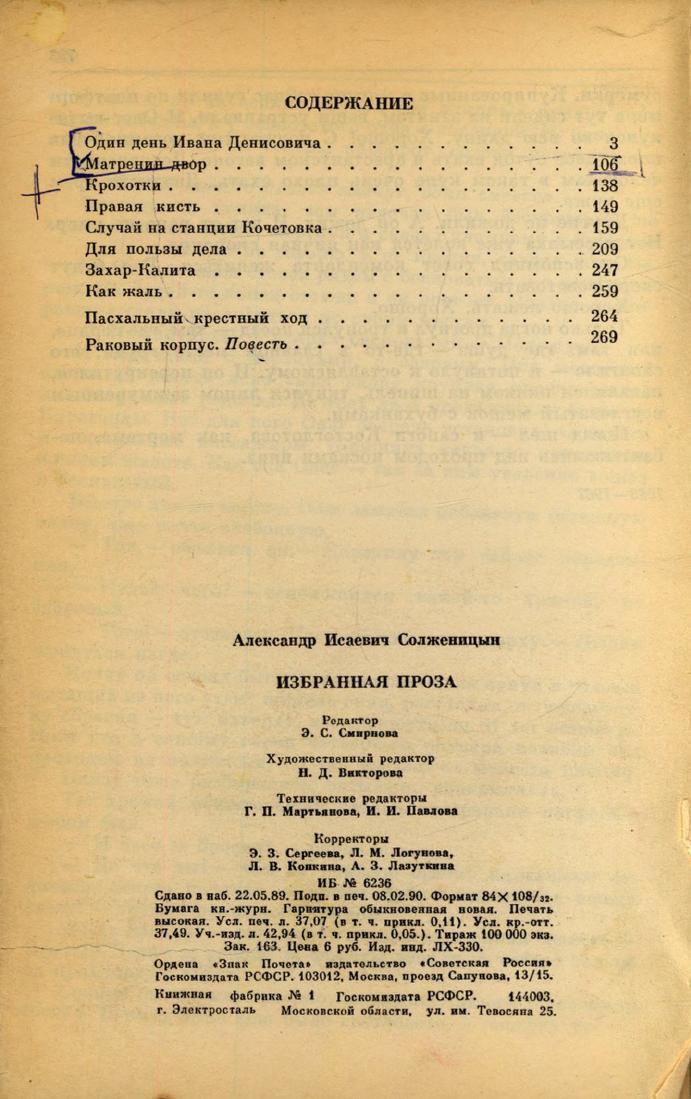 СОДЕРЖАНИЕ
Один день Ивана Денисовича . . . . . . . . . . . . 3
Матренин двор . . . . . . . . . . . . . . . . . 106
Крохотки . . . . . . . . . . . . . . . . . . . 138
Правая кисть . . . . . . . . . . . . . . . . . 149
Случай на станции Кочетовка . . . . . . . . . . . . 159
Для пользы дела . . . . . . . . . . . . . . . . 209
Захар-Калита . . . . . . . . . . . . . . . . . 247
Как жаль . . . . . . . . . . . . . . . . . . . 259
Пасхальный крестный ход . . . . . . . . . . . . . 264
Раковый корпус. Повесть . . . . . . . . . . . . . 269
Александр Исаевич Солженицын
ИЗБРАННАЯ ПРОЗА
Редактор
Э. С. Смирнова
Художественный редактор
Н. Д. Викторова
Технические редакторы
Г. П. Мартьянова, И. И. Павлова
Корректоры
Э. З. Сергеева, Л. М. Логунова,
Л. В. Конкина, А. З. Лазуткина
ИБ № 6236
Сдано в наб. 22.05.89. Подп. в печ. 08.02.90. Формат 84×108/32.
Бумага кн.-журн. Гарнитура обыкновенная новая. Печать
высокая. Усл. печ. л. 37,07 (в т. ч. прикл. 0,11). Усл. кр.-отт.
37,49. Уч.-изд. л. 42,94 (в т. ч. прикл. 0,05.). Тираж 100 000 экз.
Зак. 163. Цена 6 руб. Изд. инд. ЛХ-330.
Ордена «Знак Почета» издательство «Советская Россия»
Госкомиздата РСФСР. 103012, Москва, проезд Сапунова, 13/15.
Книжная фабрика № 1 Госкомиздата РСФСР. 144003,
г. Электросталь Московской области, ул. им. Тевосяна 25.